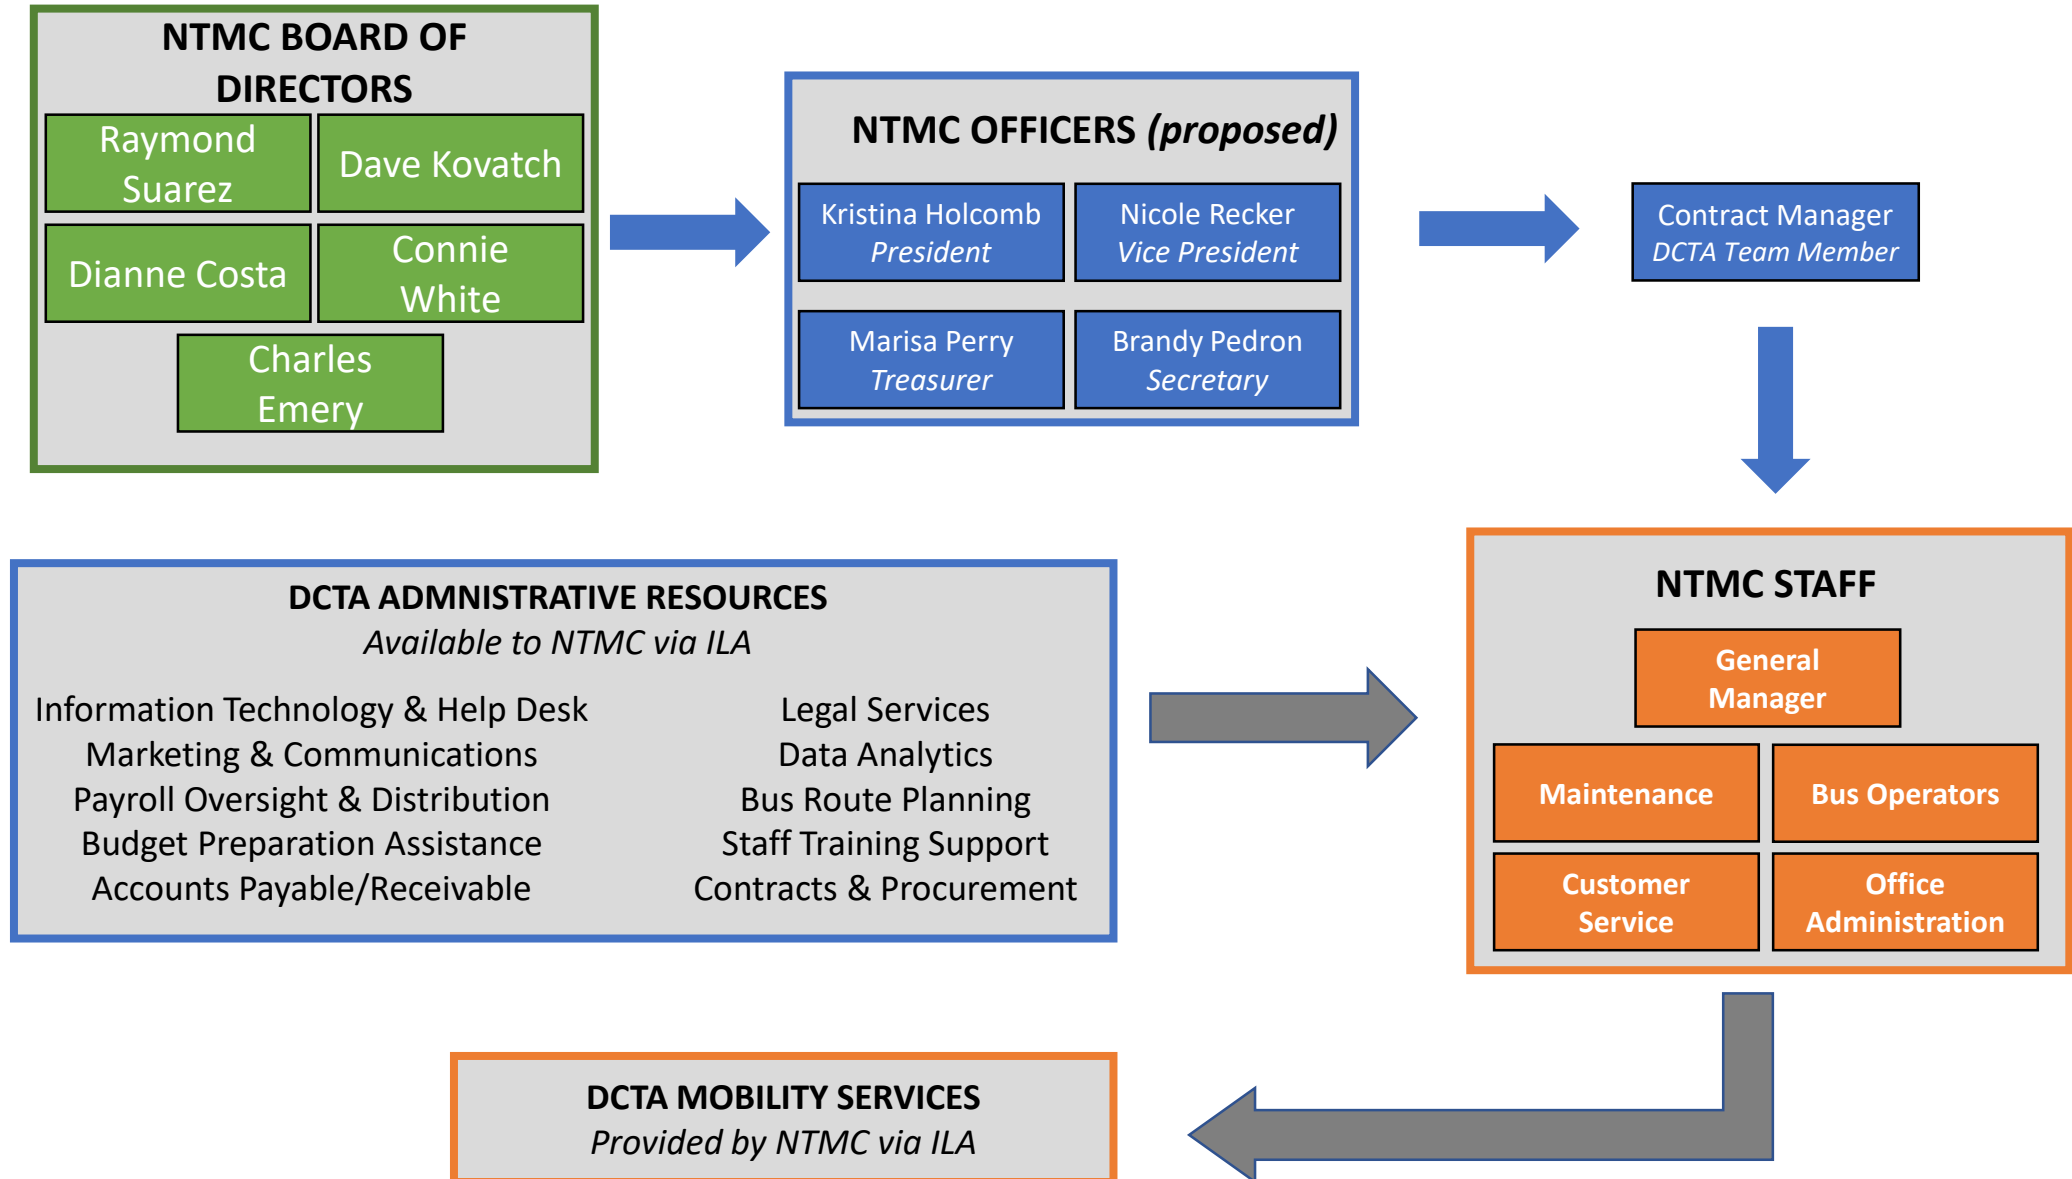 NTMC BOARD OF
DIRECTORS
Raymond
Suarez
Dave Kovatch
Dianne Costa
Connie
White
Charles
Emery
NTMC OFFICERS (proposed)
Kristina Holcomb
President
Nicole Recker
Vice President
Marisa Perry
Treasurer
Brandy Pedron
Secretary
Contract Manager
DCTA Team Member
DCTA ADMNISTRATIVE RESOURCES
Available to NTMC via ILA
Information Technology & Help Desk
Marketing & Communications
Payroll Oversight & Distribution
Budget Preparation Assistance
Accounts Payable/Receivable
Legal Services
Data Analytics
Bus Route Planning
Staff Training Support
Contracts & Procurement
NTMC STAFF
General
Manager
Maintenance
Bus Operators
Customer
Service
Office
Administration
DCTA MOBILITY SERVICES
Provided by NTMC via ILA